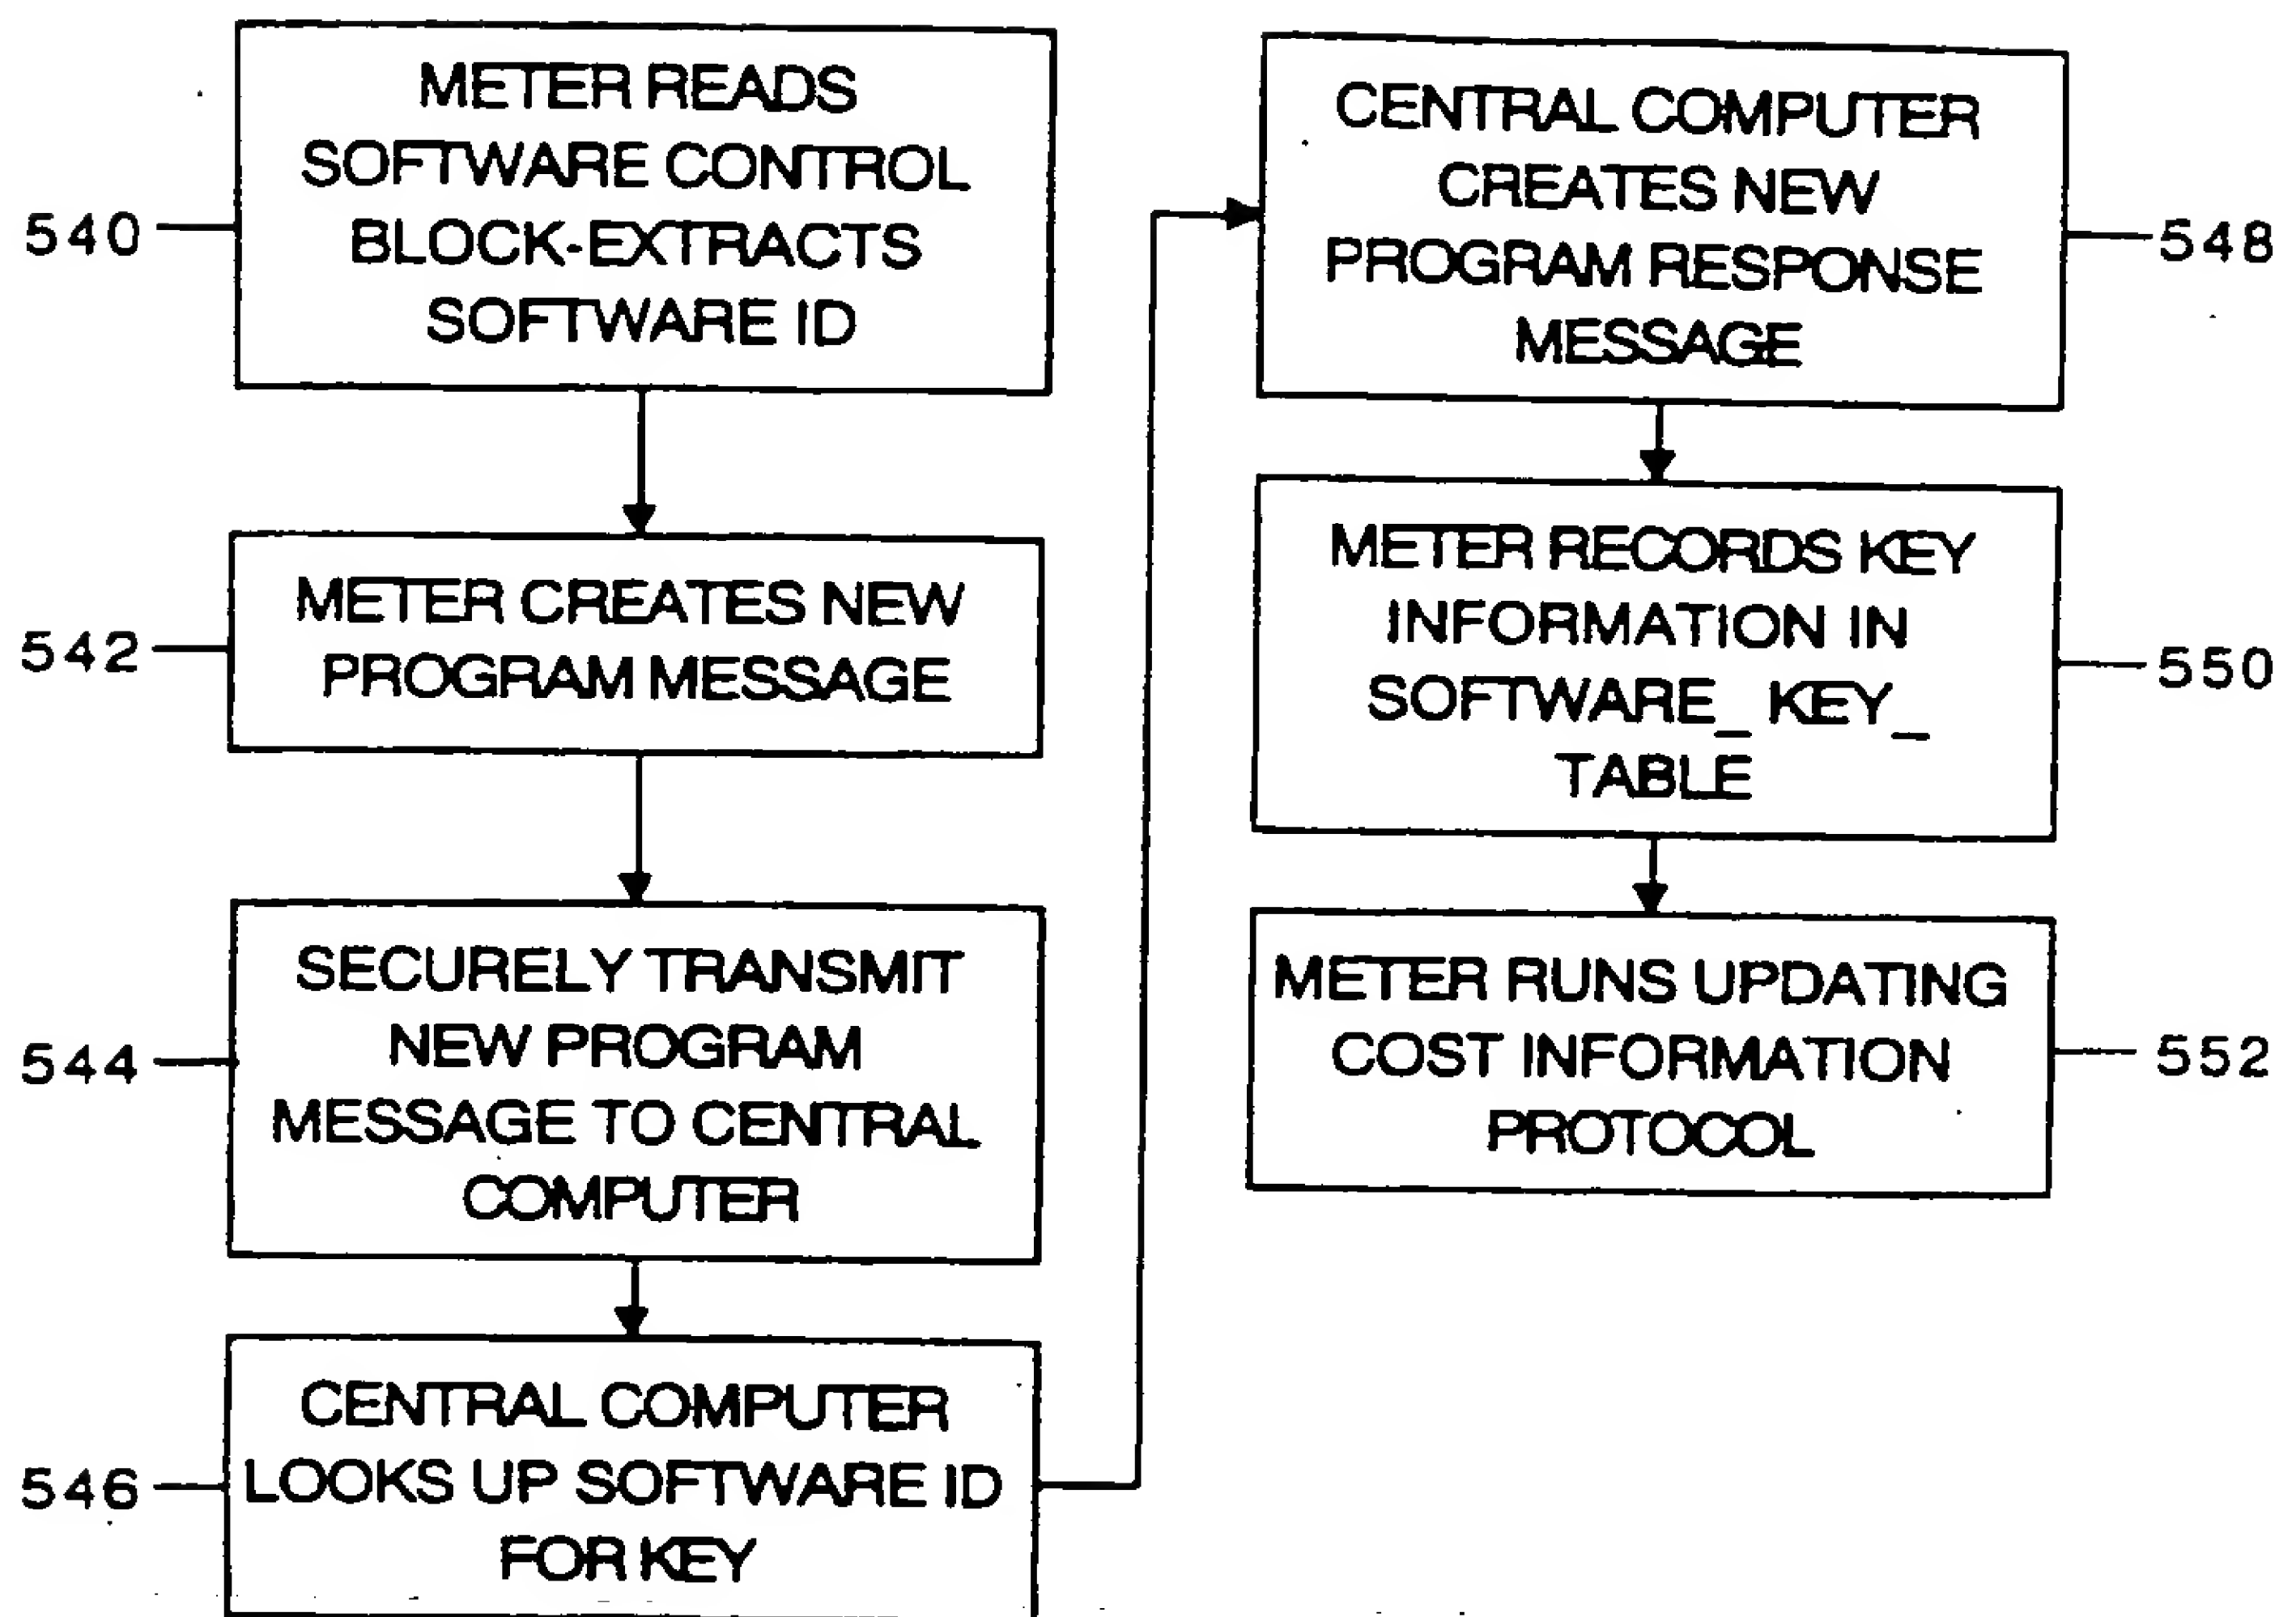 METER READS
SOFTWARE CONTROL
BLOCK-EXTRACTS
SOFTWARE ID
540
METER CREATES NEW
PROGRAM MESSAGE
542
SECURELY TRANSMIT
NEW PROGRAM
MESSAGE TO CENTRAL
COMPUTER
544
CENTRAL COMPUTER
LOOKS UP SOFTWARE ID
FOR KEY
546
CENTRAL COMPUTER
CREATES NEW
PROGRAM RESPONSE
MESSAGE
548
METER RECORDS KEY
INFORMATION IN
SOFTWARE_ KEY_
TABLE
550
METER RUNS UPDATING
COST INFORMATION
PROTOCOL
552